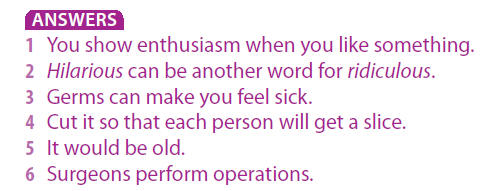 ANSWERS
1 You show enthusiasm when you like something.
2 Hilarious can be another word for ridiculous.
3 Germs can make you feel sick.
4 Cut it so that each person will get a slice.
5 It would be old.
6 Surgeons perform operations.